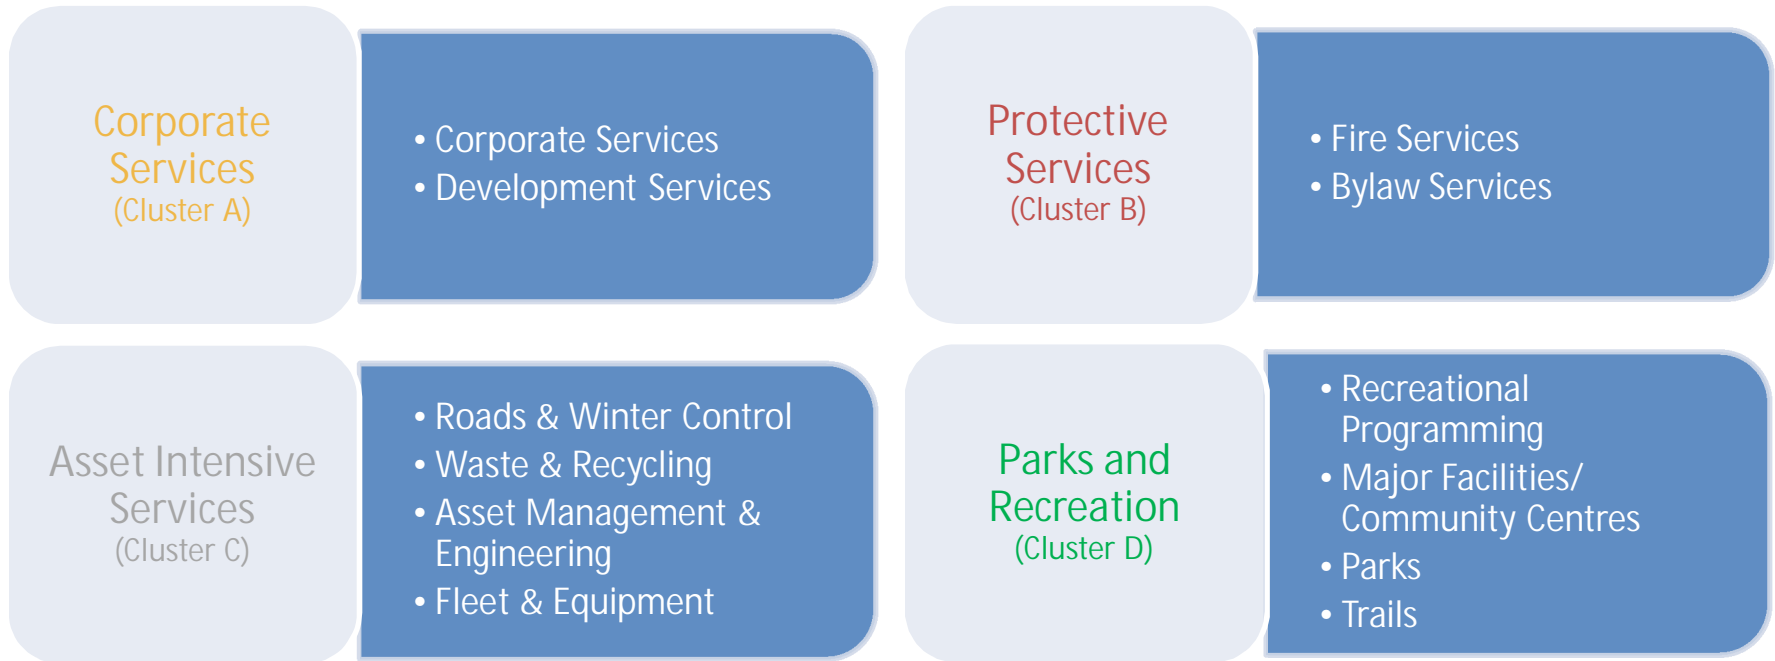 Corporate
Services
(Cluster A)
• Corporate Services
• Development Services
Protective
Services
(Cluster B)
• Fire Services
• Bylaw Services
Asset Intensive
Services
(Cluster C)
• Roads & Winter Control
• Waste & Recycling
• Asset Management &
Engineering
• Fleet & Equipment
Parks and
Recreation
(Cluster D)
• Recreational
Programming
• Major Facilities/
Community Centres
• Parks
• Trails